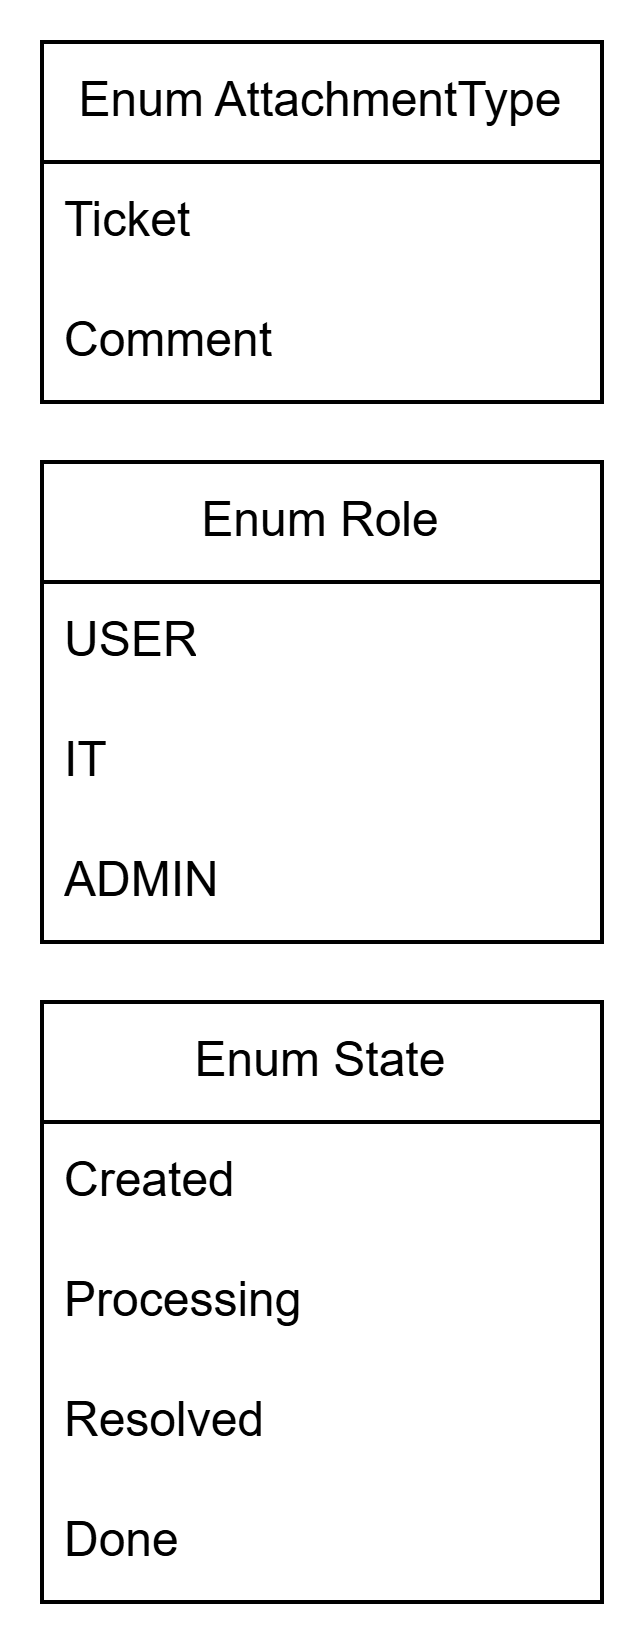 Enum AttachmentType
Ticket
Comment
Enum Role
USER
IT
ADMIN
Enum State
Created
Processing
Resolved
Done